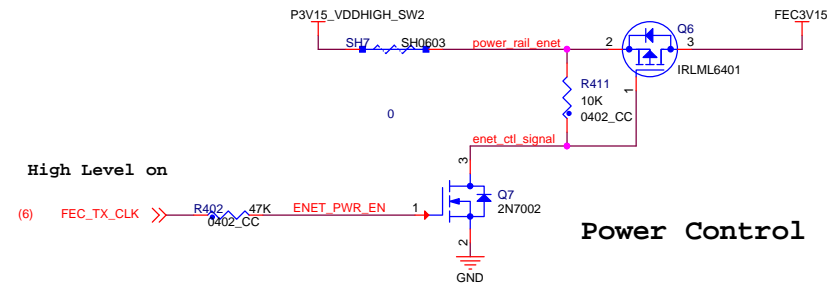 P3V15_VDDHIGH_SW2
FEC3V15
SH7
SH0603
power_rail_enet
2
Q6
3
IRLML6401
1
R411
10K
0402_CC
0
enet_ctl_signal
High Level on
3
(6)
FEC_TX_CLK
R402
47K
0402_CC
ENET_PWR_EN
1
Q7
2N7002
2
Power Control
GND